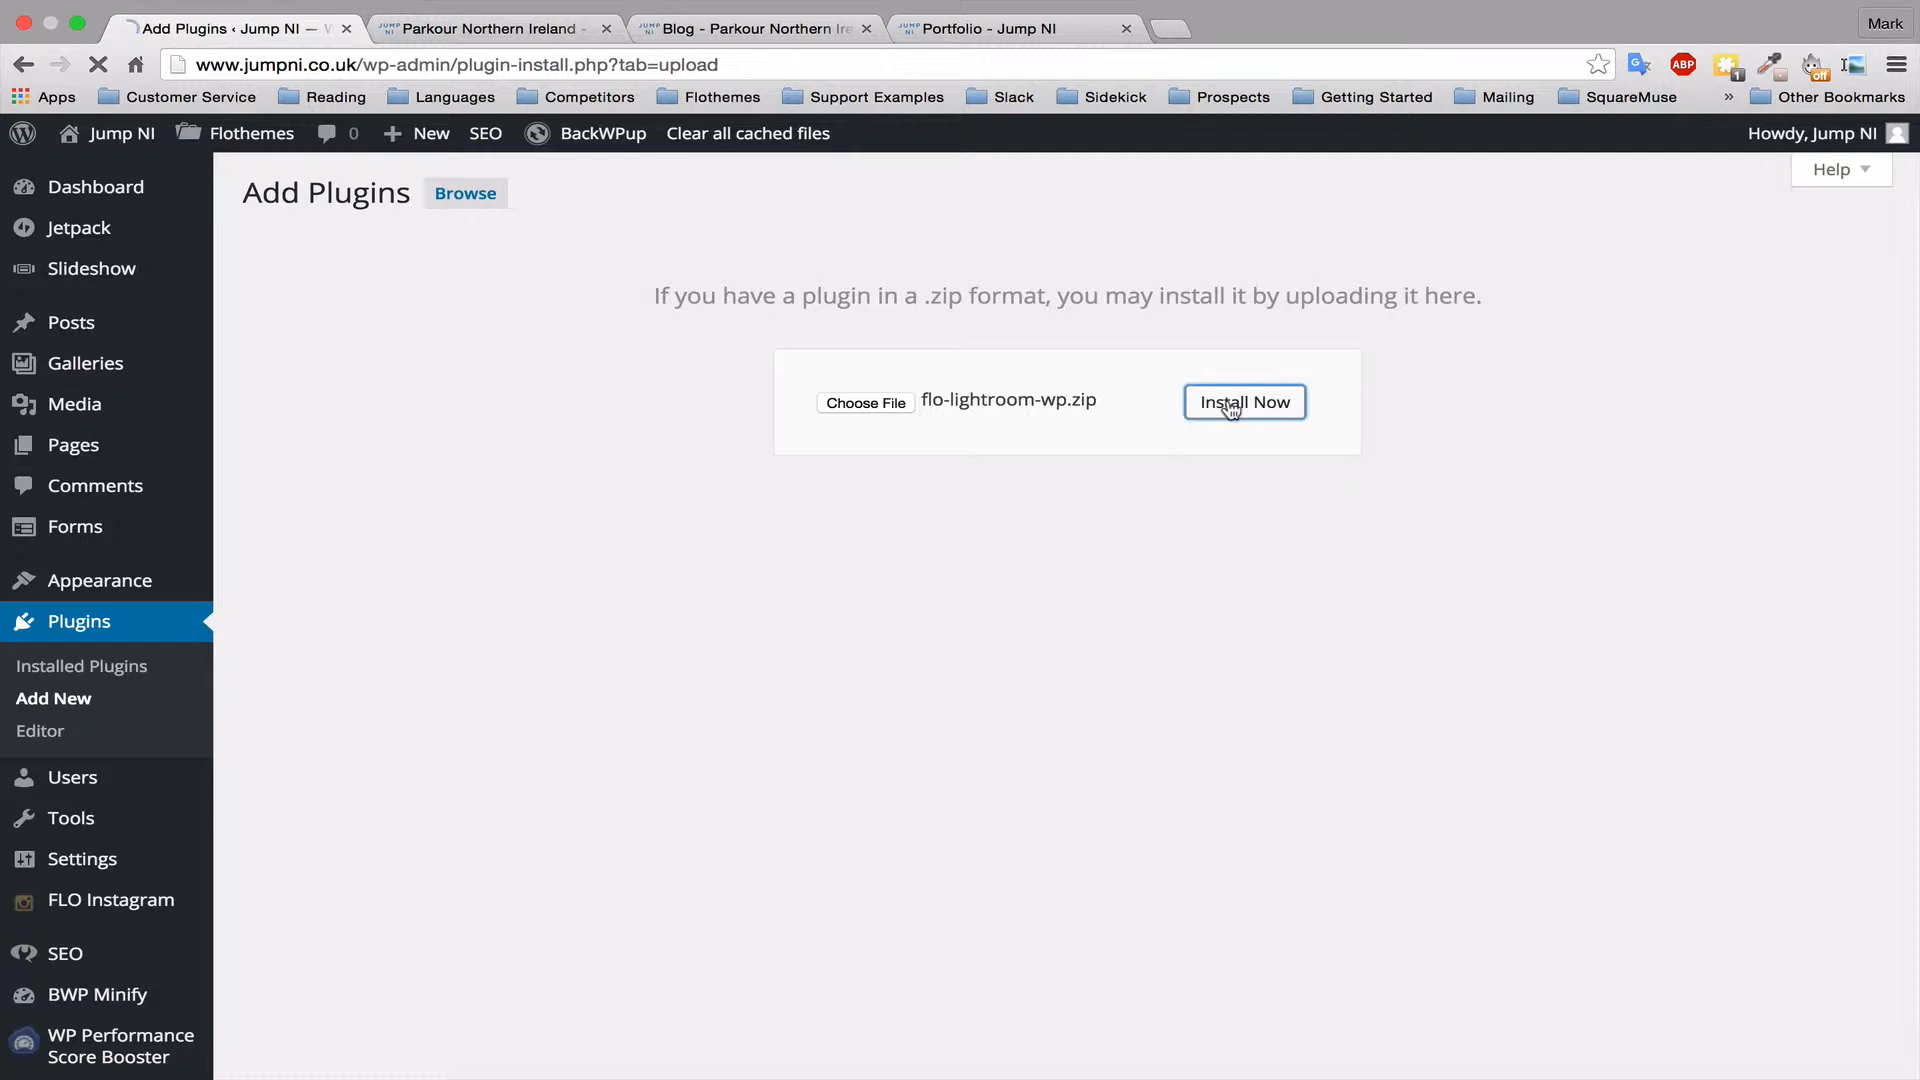 Add Plugins ‹ Jump NI —
Parkour Northern Ireland -
Blog - Parkour Northern Ire
Portfolio - Jump NI
Mark
www.jumpni.co.uk/wp-admin/plugin-install.php?tab=upload
ABP
1
off
Apps
Customer Service
Reading
Languages
Competitors
Flothemes
Support Examples
Slack
Sidekick
Prospects
Getting Started
Mailing
SquareMuse
»
Other Bookmarks
Jump NI
Flothemes
0
New
SEO
BackWPup
Clear all cached files
Howdy, Jump NI
Help
Add Plugins
Browse
If you have a plugin in a .zip format, you may install it by uploading it here.
Choose File
flo-lightroom-wp.zip
Install Now
Dashboard
Jetpack
Slideshow
Posts
Galleries
Media
Pages
Comments
Forms
Appearance
Plugins
Installed Plugins
Add New
Editor
Users
Tools
Settings
FLO Instagram
SEO
BWP Minify
WP Performance
Score Booster